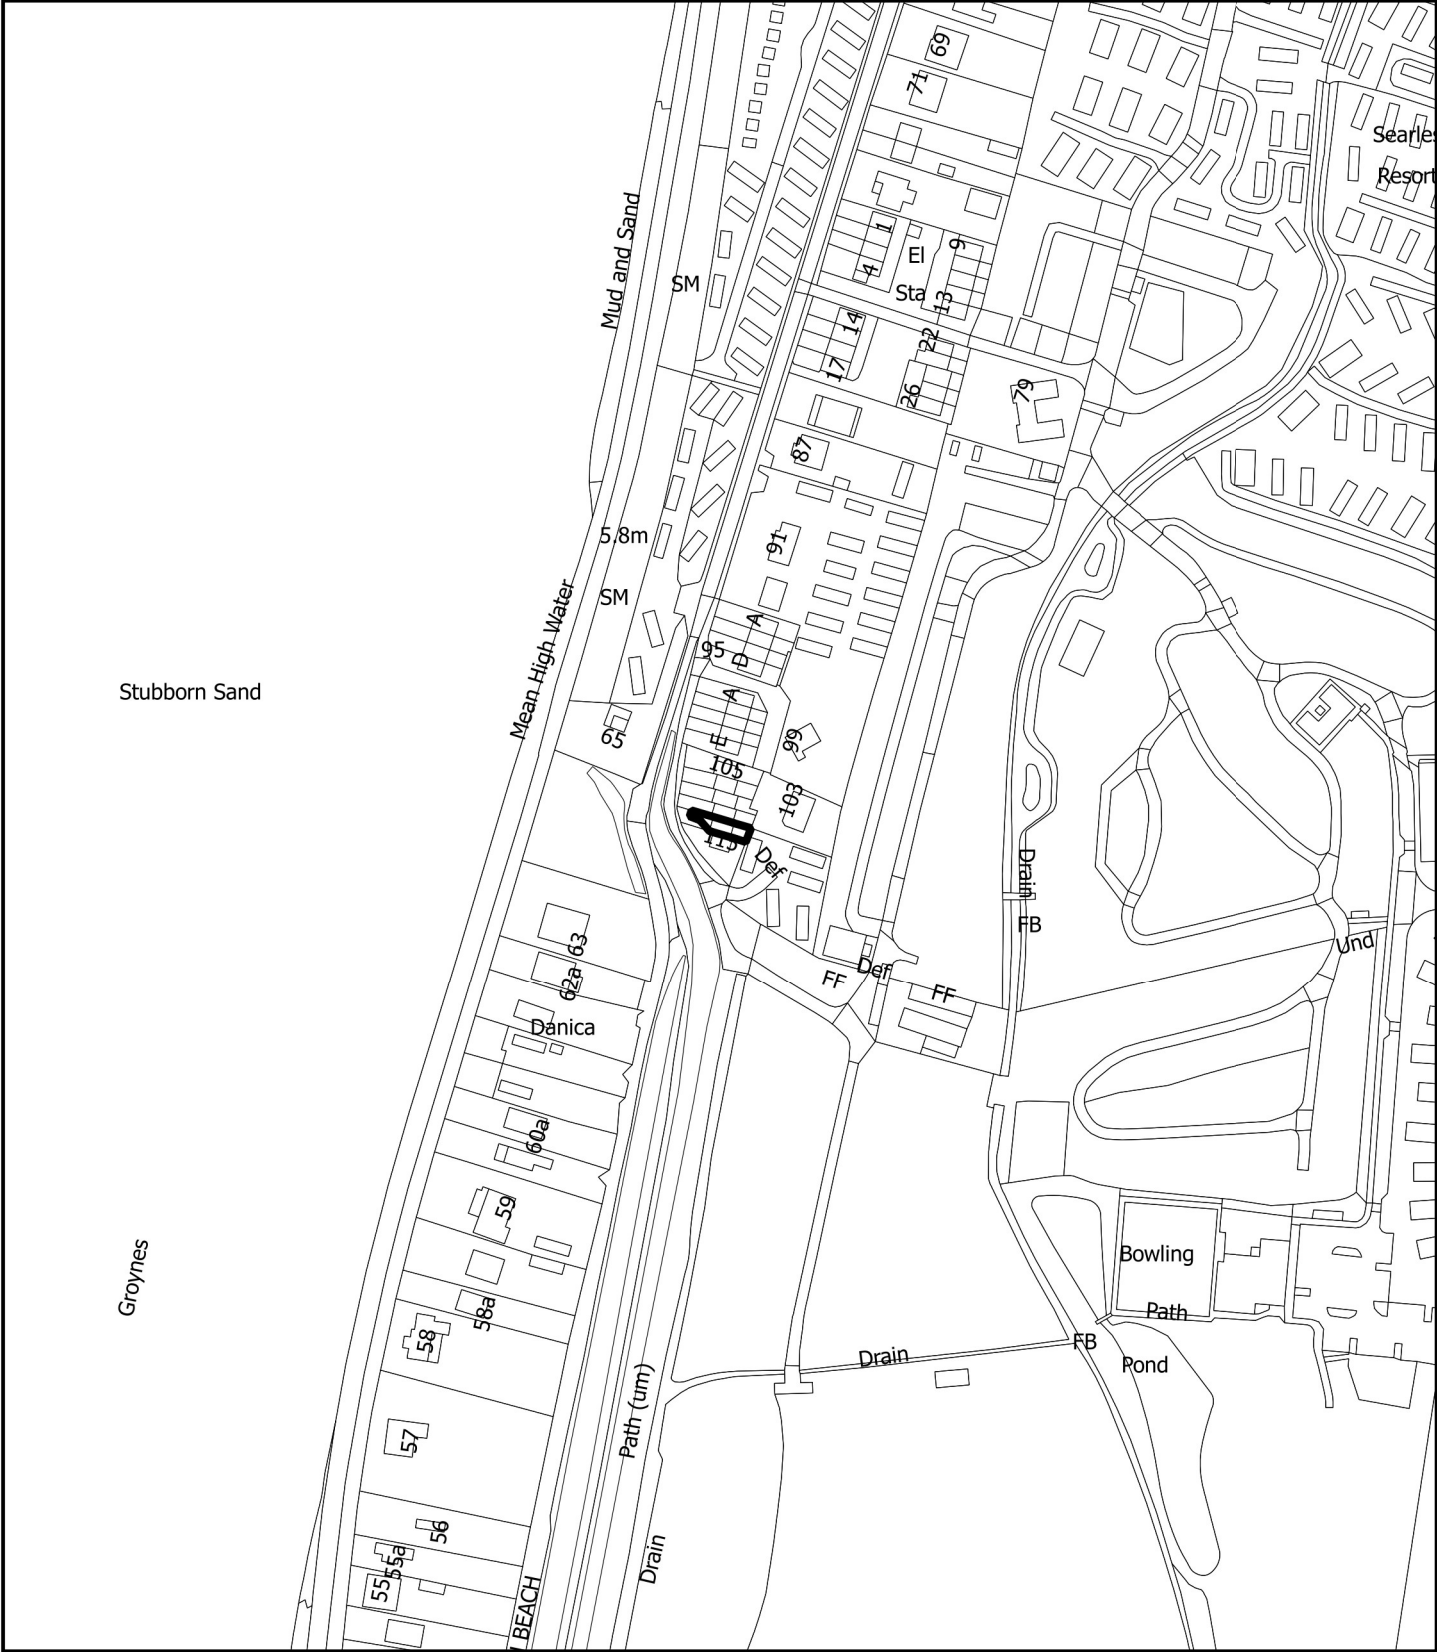 69
71
Searles
Resort
Mud and Sand
1
El
9
4
SM
Sta
13
14
22
17
26
79
87
5.8m
91
SM
A
95
D
Mean High Water
Stubborn Sand
A
65
E
99
105
103
115
Def
Drain
63
FB
Und
62a
FF
Def
FF
Danica
60a
59
Bowling
Groynes
58a
Path
58
FB
Drain
Pond
Path (um)
57
56
55a
Drain
55
BEACH